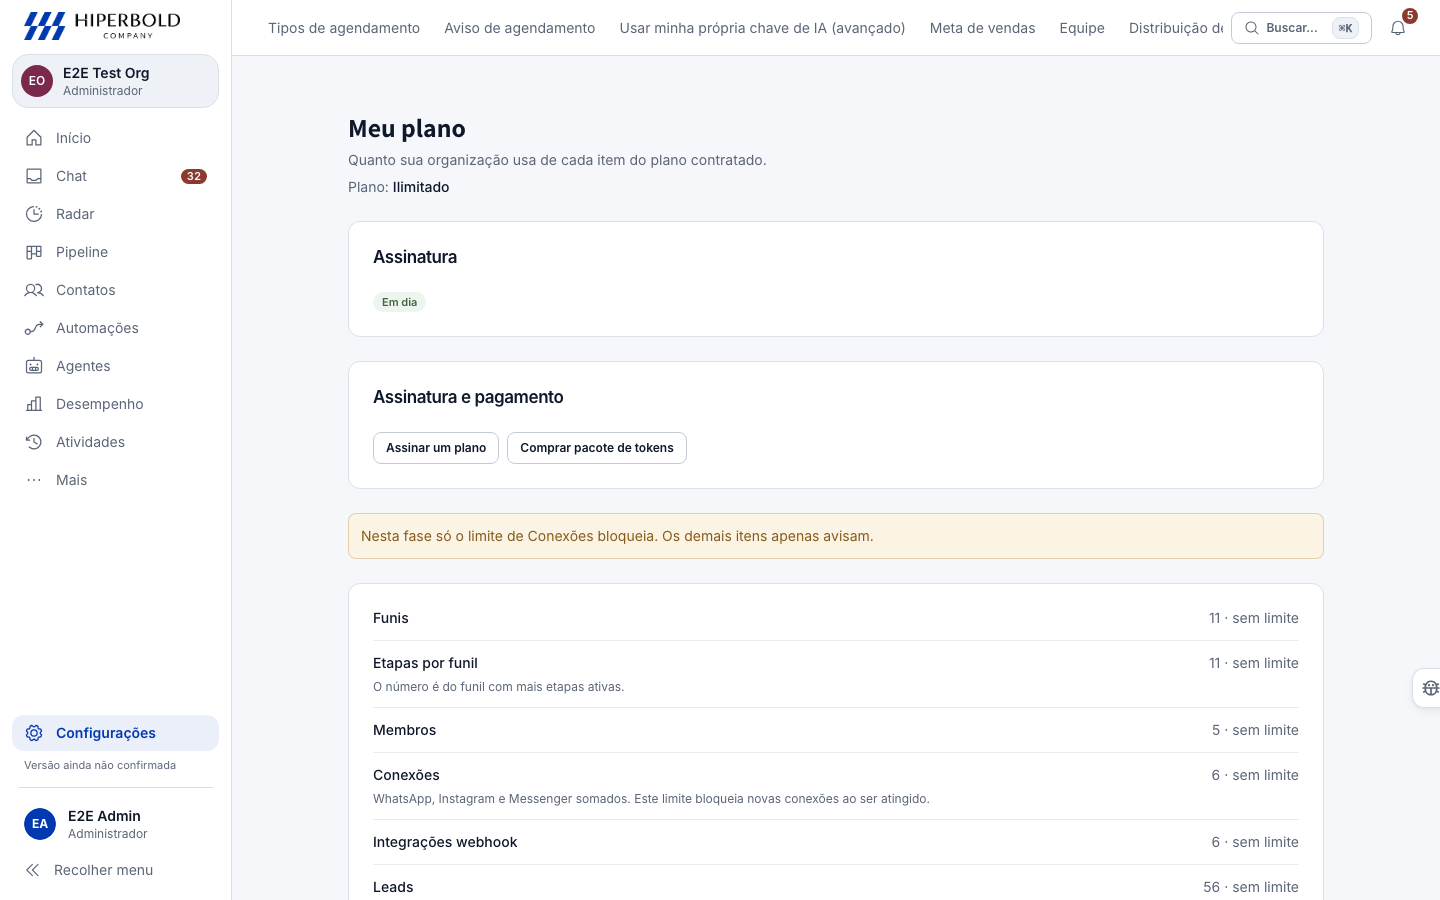 HIPERBOLD
COMPANY
EO
E2E Test Org
Administrador
Início
Chat
32
Radar
Pipeline
Contatos
Automações
Agentes
Desempenho
Atividades
Mais
Configurações
Versão ainda não confirmada
EA
E2E Admin
Administrador
Recolher menu
Tipos de agendamento
Aviso de agendamento
Usar minha própria chave de IA (avançado)
Meta de vendas
Equipe
Distribuição de
Buscar...
⌘K
5
Meu plano
Quanto sua organização usa de cada item do plano contratado.
Plano: Ilimitado
Assinatura
Em dia
Assinatura e pagamento
Assinar um plano
Comprar pacote de tokens
Nesta fase só o limite de Conexões bloqueia. Os demais itens apenas avisam.
Funis
11 · sem limite
Etapas por funil
11 · sem limite
O número é do funil com mais etapas ativas.
Membros
5 · sem limite
Conexões
6 · sem limite
WhatsApp, Instagram e Messenger somados. Este limite bloqueia novas conexões ao ser atingido.
Integrações webhook
6 · sem limite
Leads
56 · sem limite